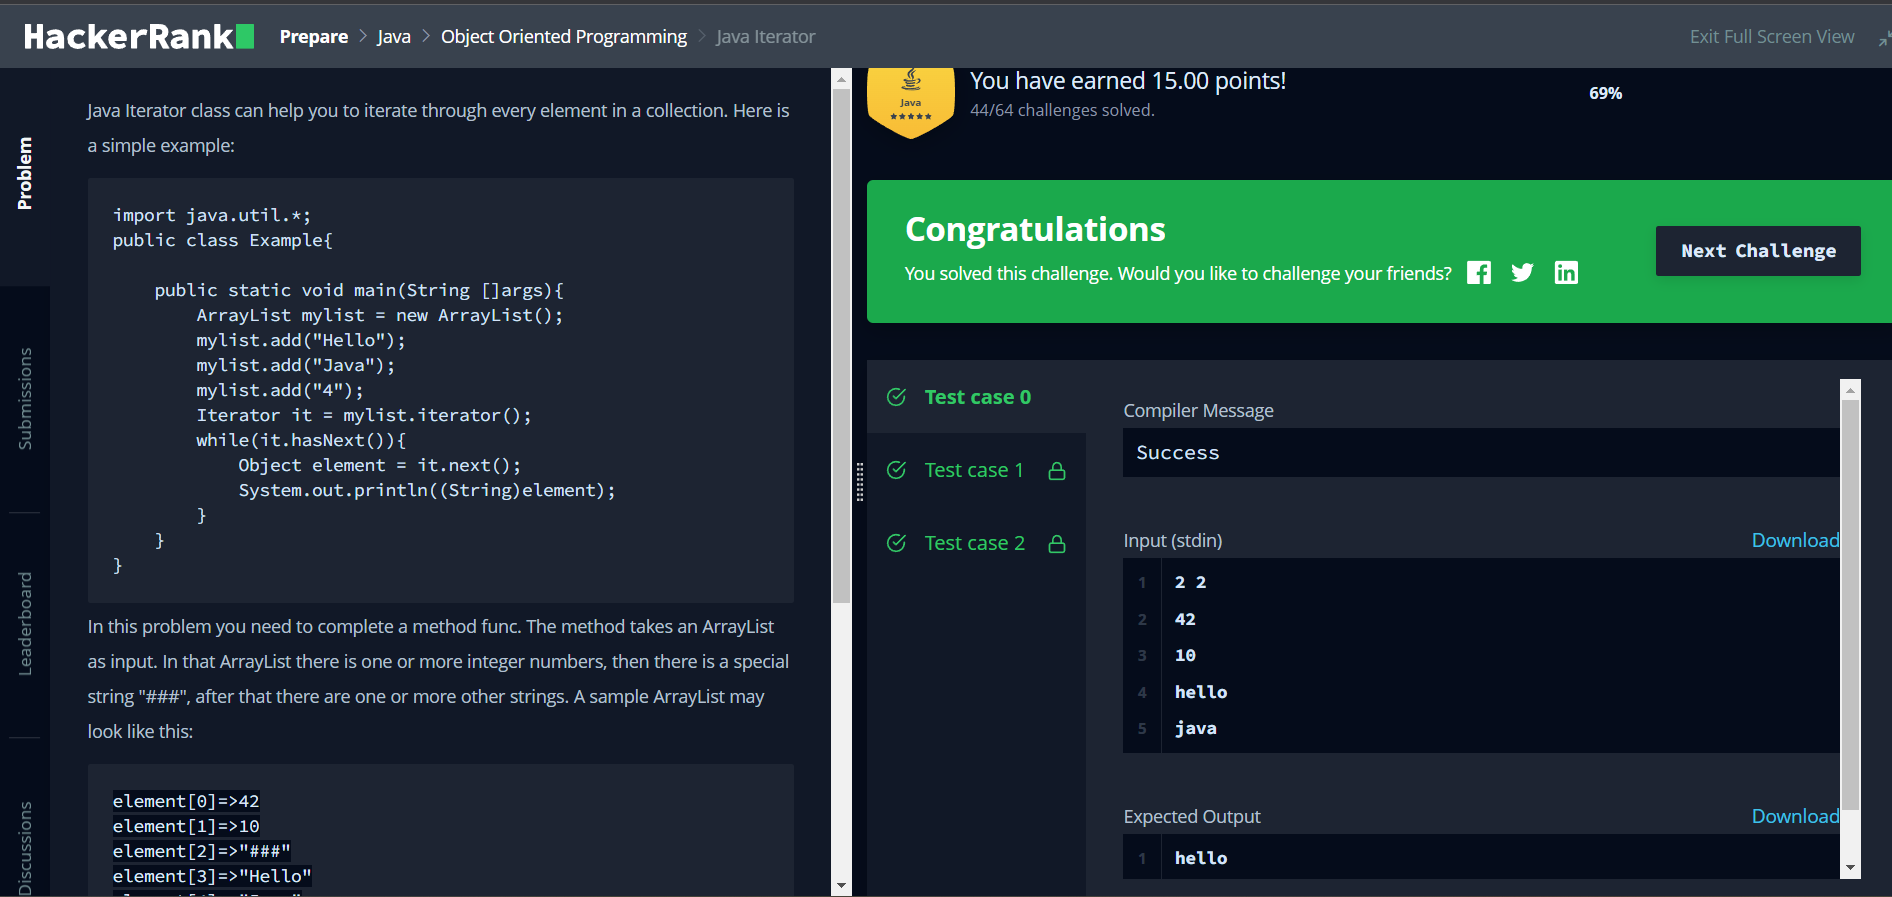 HackerRank
Prepare > Java > Object Oriented Programming > Java Iterator
Exit Full Screen View
Problem
Submissions
Leaderboard
Discussions
Java Iterator class can help you to iterate through every element in a collection. Here is
a simple example:
import java.util.*;
public class Example{
public static void main(String []args){
ArrayList mylist = new ArrayList();
mylist.add("Hello");
mylist.add("Java");
mylist.add("4");
Iterator it = mylist.iterator();
while(it.hasNext()){
Object element = it.next();
System.out.println((String)element);
}
}
}
In this problem you need to complete a method func. The method takes an ArrayList
as input. In that ArrayList there is one or more integer numbers, then there is a special
string "###", after that there are one or more other strings. A sample ArrayList may
look like this:
element[0]=>42
element[1]=>10
element[2]=>"###"
element[3]=>"Hello"
Java
You have earned 15.00 points!
44/64 challenges solved.
69%
Congratulations
You solved this challenge. Would you like to challenge your friends?
Next Challenge
Test case 0
Test case 1
Test case 2
Compiler Message
Success
Input (stdin)
Download
1 2 2
2 42
3 10
4 hello
5 java
Expected Output
Download
1 hello